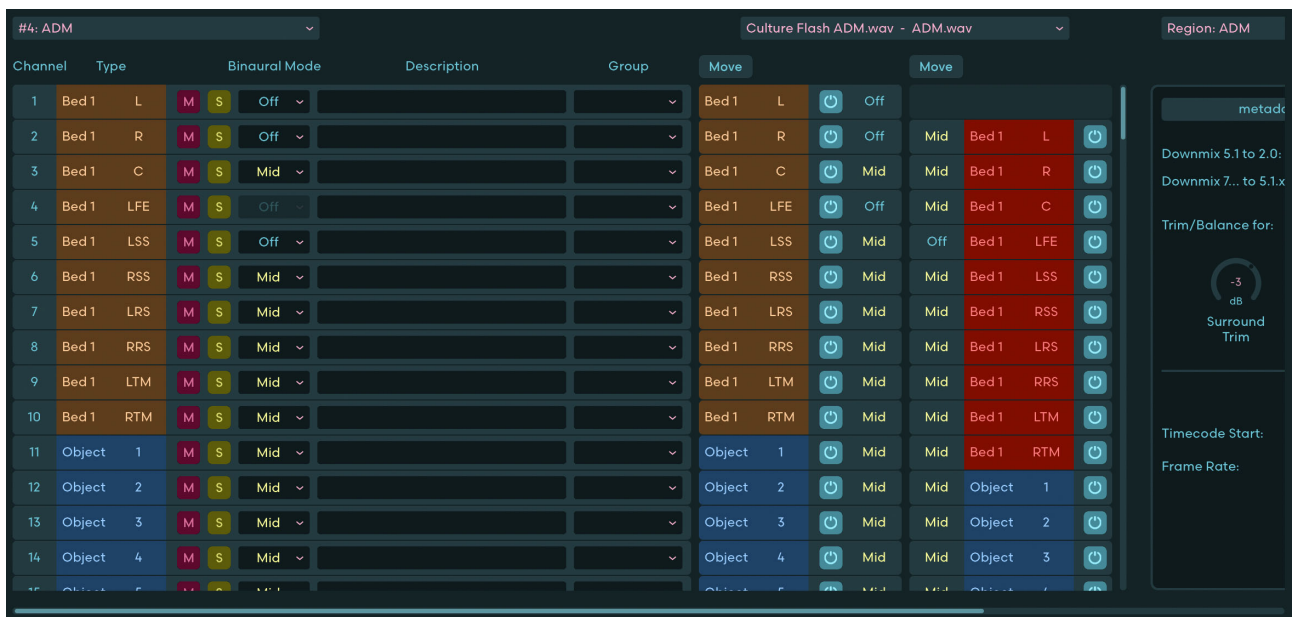 #4: ADM Culture Flash ADM.wav - ADM.wav Region: ADM
Channel Type Binaural Mode Description Group Move Move
1 Bed 1 L M S Off Bed 1 L Off
metada
2 Bed 1 R M S Off Bed 1 R Off Mid Bed 1 L
Downmix 5.1 to 2.0:
3 Bed 1 C M S Mid Bed 1 C Mid Mid Bed 1 R
Downmix 7... to 5.1.x
4 Bed 1 LFE M S Off Bed 1 LFE Off Mid Bed 1 C
Trim/Balance for:
5 Bed 1 LSS M S Off Bed 1 LSS Mid Off Bed 1 LFE
6 Bed 1 RSS M S Mid Bed 1 RSS Mid Mid Bed 1 LSS
-3
dB
7 Bed 1 LRS M S Mid Bed 1 LRS Mid Mid Bed 1 RSS
Surround
Trim
8 Bed 1 RRS M S Mid Bed 1 RRS Mid Mid Bed 1 LRS
9 Bed 1 LTM M S Mid Bed 1 LTM Mid Mid Bed 1 RRS
10 Bed 1 RTM M S Mid Bed 1 RTM Mid Mid Bed 1 LTM
Timecode Start:
11 Object 1 M S Mid Object 1 Mid Mid Bed 1 RTM
Frame Rate:
12 Object 2 M S Mid Object 2 Mid Mid Object 1
13 Object 3 M S Mid Object 3 Mid Mid Object 2
14 Object 4 M S Mid Object 4 Mid Mid Object 3